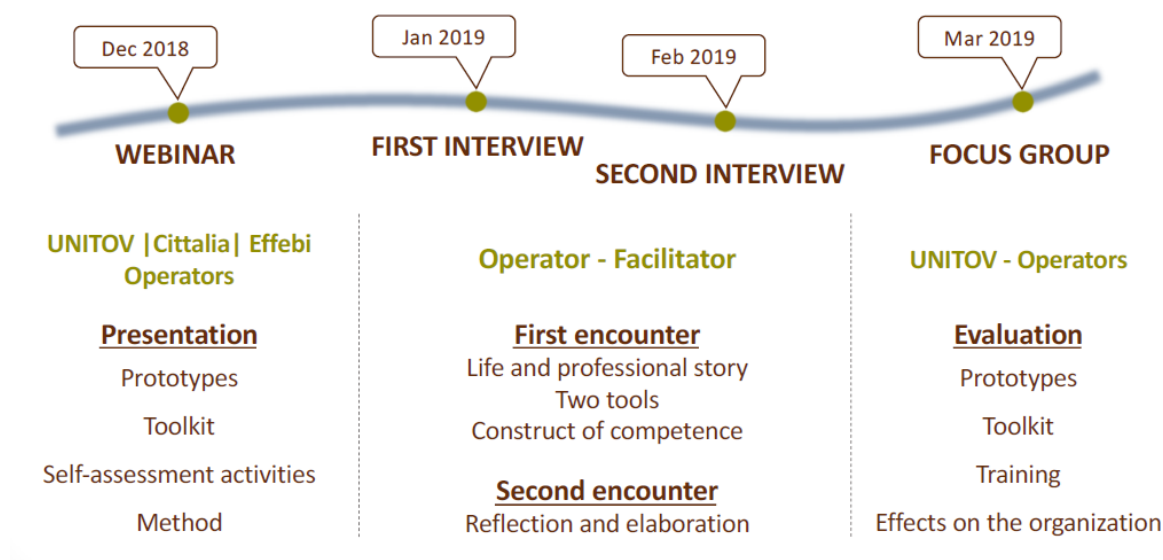 Dec 2018
Jan 2019
Feb 2019
Mar 2019
WEBINAR
FIRST INTERVIEW
SECOND INTERVIEW
FOCUS GROUP
UNITOV |Cittalia| Effebi
Operators
Presentation
Prototypes
Toolkit
Self-assessment activities
Method
Operator - Facilitator
First encounter
Life and professional story
Two tools
Construct of competence
Second encounter
Reflection and elaboration
UNITOV - Operators
Evaluation
Prototypes
Toolkit
Training
Effects on the organization